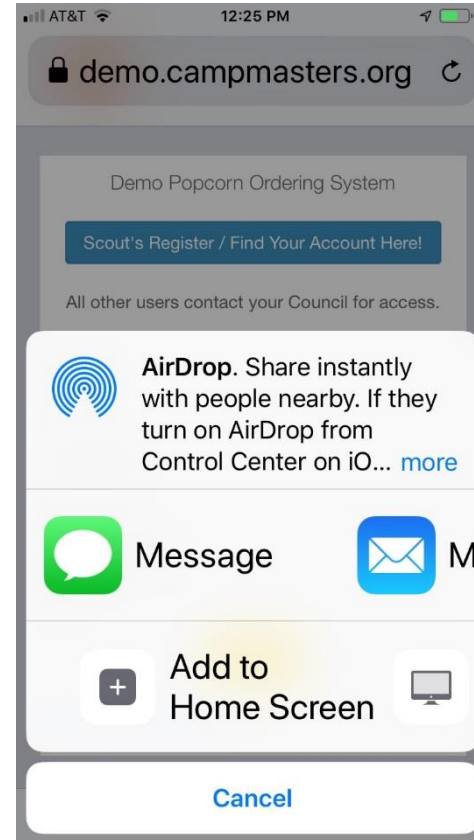 AT&T 12:25 PM
demo.campmasters.org
Demo Popcorn Ordering System
Scout's Register / Find Your Account Here!
All other users contact your Council for access.
AirDrop. Share instantly
with people nearby. If they
turn on AirDrop from
Control Center on iO... more
Message M
Add to
Home Screen
Cancel